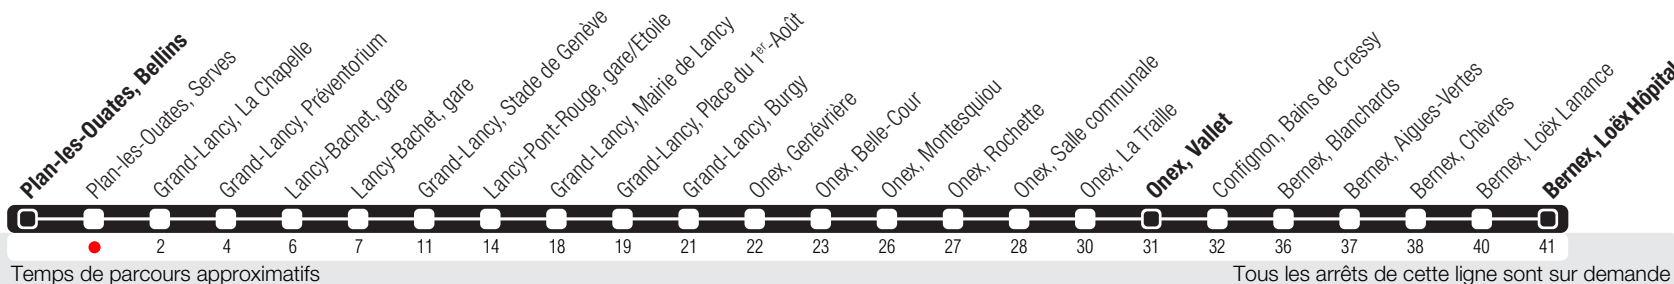 Plan-les-Ouates, Bellins
Plan-les-Ouates, Serves
Grand-Lancy, La Chapelle
Grand-Lancy, Préventorium
Lancy-Bachet, gare
Lancy-Bachet, gare
Grand-Lancy, Stade de Genève
Lancy-Pont-Rouge, gare/Etoile
Grand-Lancy, Mairie de Lancy
Grand-Lancy, Place du 1er-Août
Grand-Lancy, Burgy
Onex, Genévrière
Onex, Belle-Cour
Onex, Montesquiou
Onex, Rochette
Onex, Salle communale
Onex, La Traille
Onex, Vallet
Confignon, Bains de Cressy
Bernex, Blanchards
Bernex, Aigues-Vertes
Bernex, Chèvres
Bernex, Loëx Lanance
Bernex, Loëx Hôpital
2 4 6 7 11 14 18 19 21 22 23 26 27 28 30 31 32 36 37 38 40 41
Temps de parcours approximatifs
Tous les arrêts de cette ligne sont sur demande